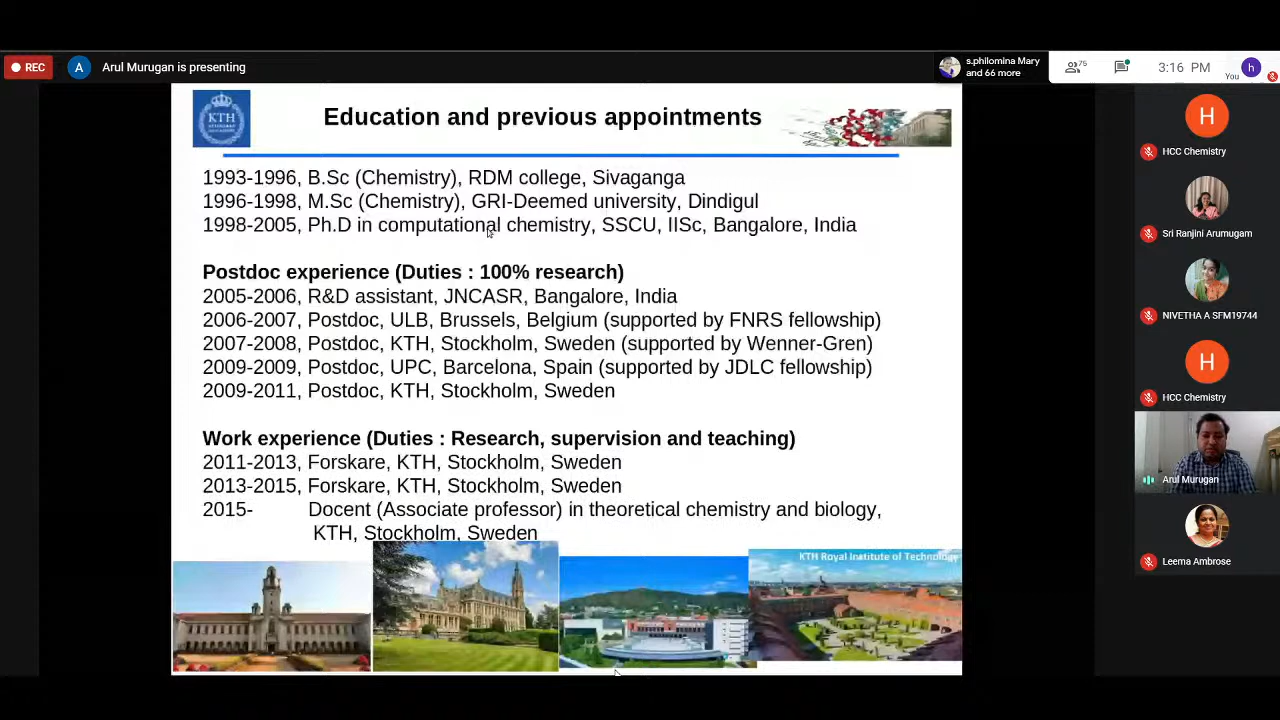 REC
A
Arul Murugan is presenting
s.philomina Mary
and 66 more
75
3:16 PM
You
h
KTH
Education and previous appointments
1993-1996, B.Sc (Chemistry), RDM college, Sivaganga
1996-1998, M.Sc (Chemistry), GRI-Deemed university, Dindigul
1998-2005, Ph.D in computational chemistry, SSCU, IISc, Bangalore, India
Postdoc experience (Duties : 100% research)
2005-2006, R&D assistant, JNCASR, Bangalore, India
2006-2007, Postdoc, ULB, Brussels, Belgium (supported by FNRS fellowship)
2007-2008, Postdoc, KTH, Stockholm, Sweden (supported by Wenner-Gren)
2009-2009, Postdoc, UPC, Barcelona, Spain (supported by JDLC fellowship)
2009-2011, Postdoc, KTH, Stockholm, Sweden
Work experience (Duties : Research, supervision and teaching)
2011-2013, Forskare, KTH, Stockholm, Sweden
2013-2015, Forskare, KTH, Stockholm, Sweden
2015- Docent (Associate professor) in theoretical chemistry and biology,
KTH, Stockholm, Sweden
KTH Royal Institute of Technology
H
HCC Chemistry
Sri Ranjini Arumugam
NIVETHA A SFM19744
H
HCC Chemistry
Arul Murugan
Leema Ambrose